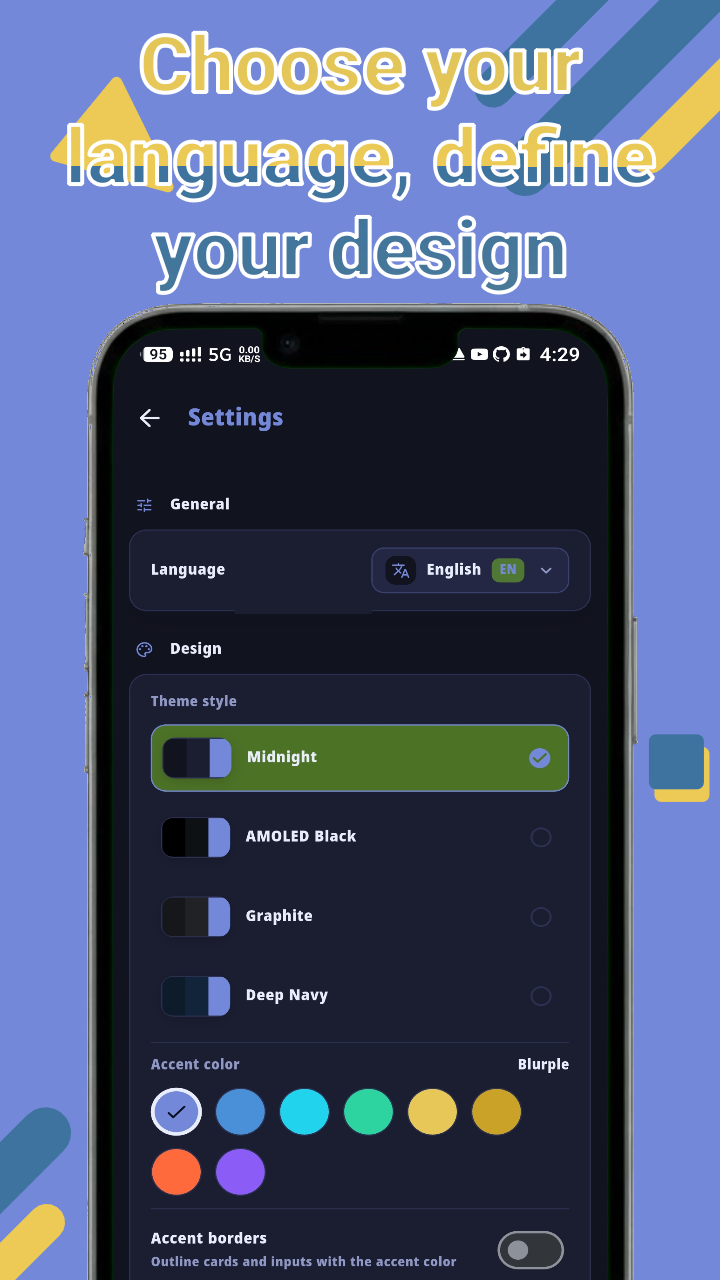 Choose your
language, define
your design
95 5G 0.00 KB/S 4:29
Settings
General
Language English EN
Design
Theme style
Midnight
AMOLED Black
Graphite
Deep Navy
Accent color Blurple
Accent borders
Outline cards and inputs with the accent color